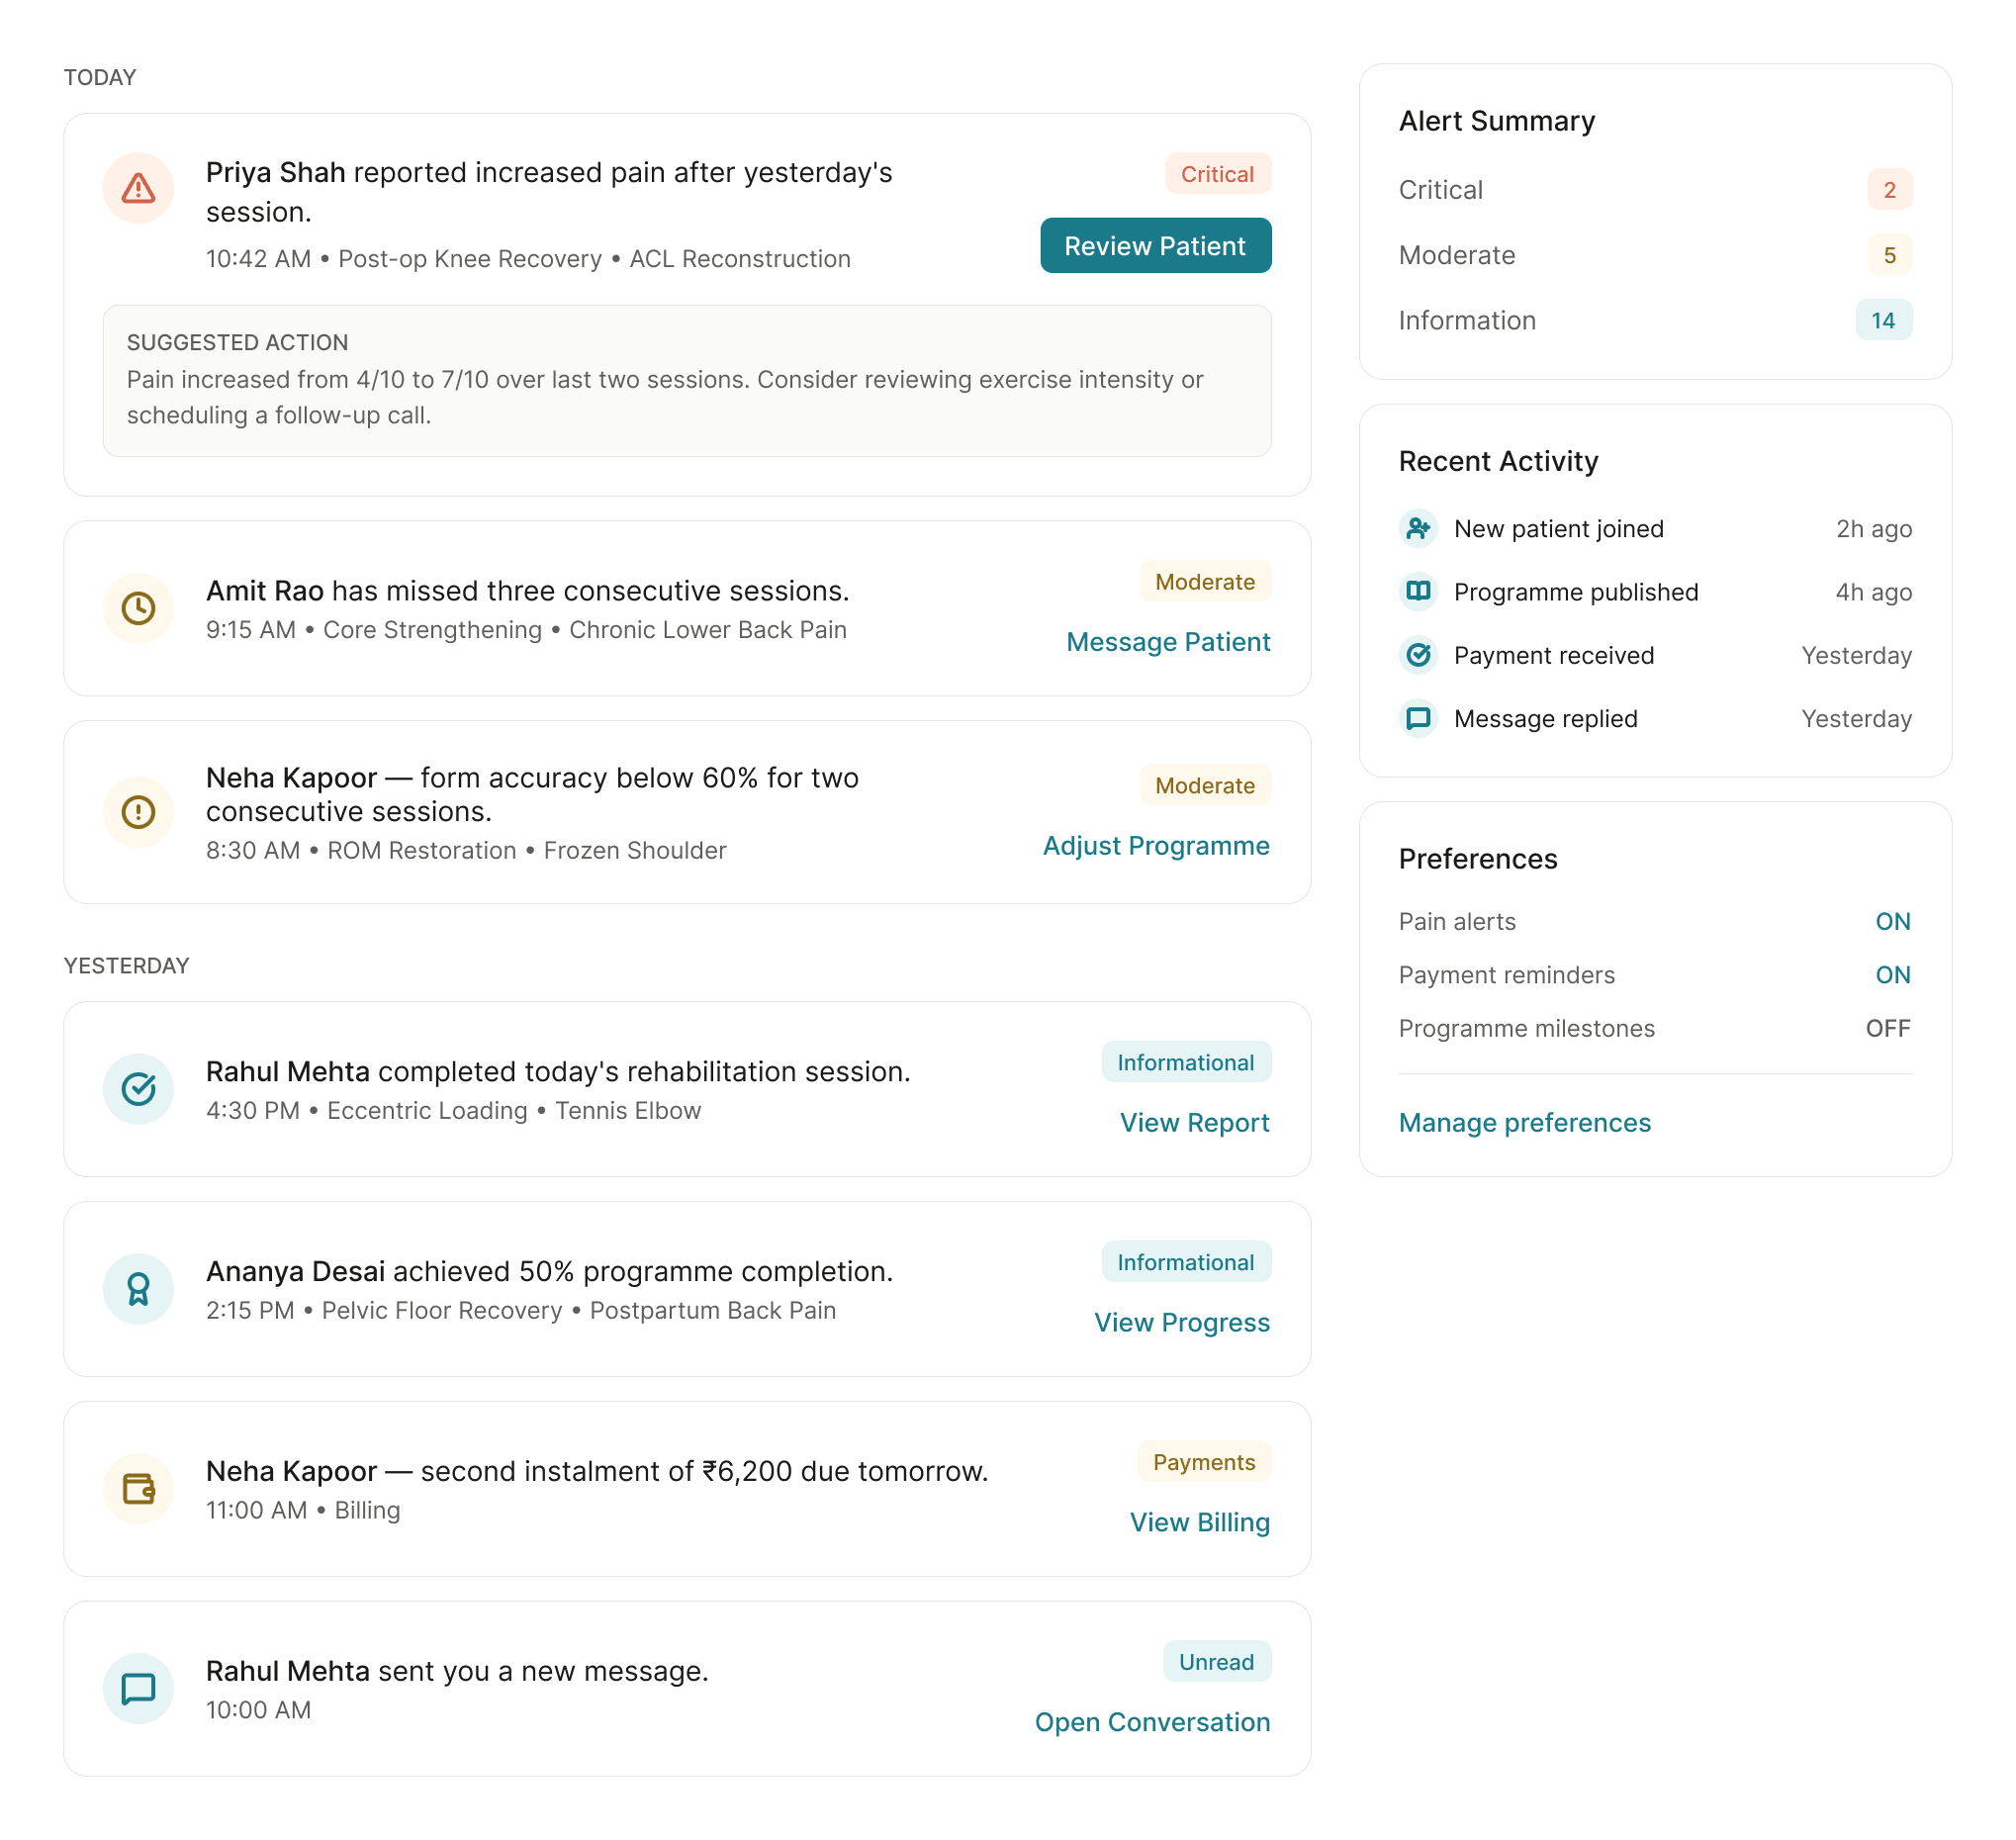 TODAY
Priya Shah reported increased pain after yesterday's
session.
10:42 AM • Post-op Knee Recovery • ACL Reconstruction
Critical
Review Patient
SUGGESTED ACTION
Pain increased from 4/10 to 7/10 over last two sessions. Consider reviewing exercise intensity or
scheduling a follow-up call.
Amit Rao has missed three consecutive sessions.
9:15 AM • Core Strengthening • Chronic Lower Back Pain
Moderate
Message Patient
Neha Kapoor — form accuracy below 60% for two
consecutive sessions.
8:30 AM • ROM Restoration • Frozen Shoulder
Moderate
Adjust Programme
YESTERDAY
Rahul Mehta completed today's rehabilitation session.
4:30 PM • Eccentric Loading • Tennis Elbow
Informational
View Report
Ananya Desai achieved 50% programme completion.
2:15 PM • Pelvic Floor Recovery • Postpartum Back Pain
Informational
View Progress
Neha Kapoor — second instalment of ₹6,200 due tomorrow.
11:00 AM • Billing
Payments
View Billing
Rahul Mehta sent you a new message.
10:00 AM
Unread
Open Conversation
Alert Summary
Critical 2
Moderate 5
Information 14
Recent Activity
New patient joined 2h ago
Programme published 4h ago
Payment received Yesterday
Message replied Yesterday
Preferences
Pain alerts ON
Payment reminders ON
Programme milestones OFF
Manage preferences